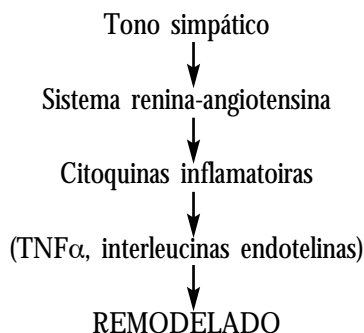 Tono simpático
Sistema renina-angiotensina
Citoquinas inflamatoiras
(TNFα, interleucinas endotelinas)
REMODELADO